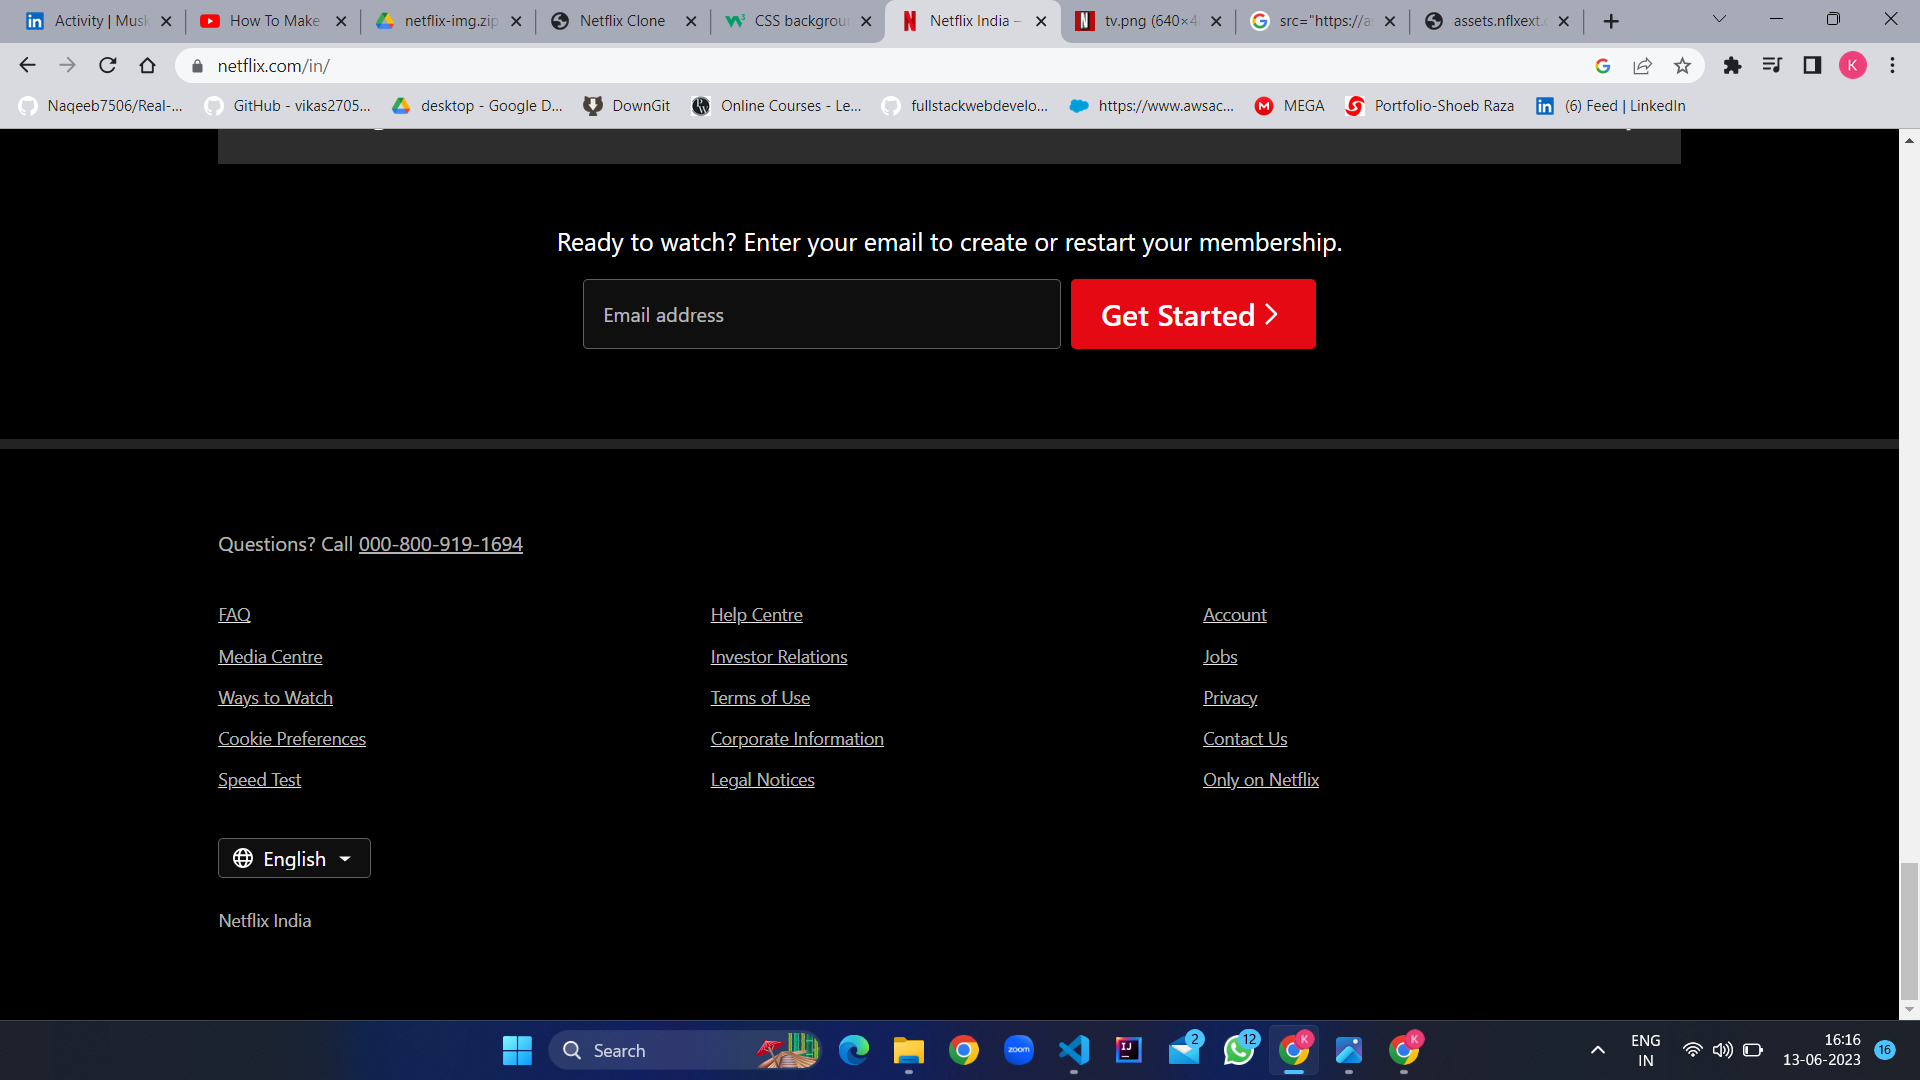 Activity | Mus
How To Make
netflix-img.zip
Netflix Clone
CSS backgrou
Netflix India –
tv.png (640×4
src="https://a
assets.nflxext.
netflix.com/in/
K
Naqeeb7506/Real-...
GitHub - vikas2705...
desktop - Google D...
DownGit
Online Courses - Le...
fullstackwebdevelo...
https://www.awsac...
MEGA
Portfolio-Shoeb Raza
(6) Feed | LinkedIn
Ready to watch? Enter your email to create or restart your membership.
Email address
Get Started
Questions? Call 000-800-919-1694
FAQ
Help Centre
Account
Media Centre
Investor Relations
Jobs
Ways to Watch
Terms of Use
Privacy
Cookie Preferences
Corporate Information
Contact Us
Speed Test
Legal Notices
Only on Netflix
English
Netflix India
Search
zoom
IJ
2
12
K
K
ENG
IN
16:16
13-06-2023
16